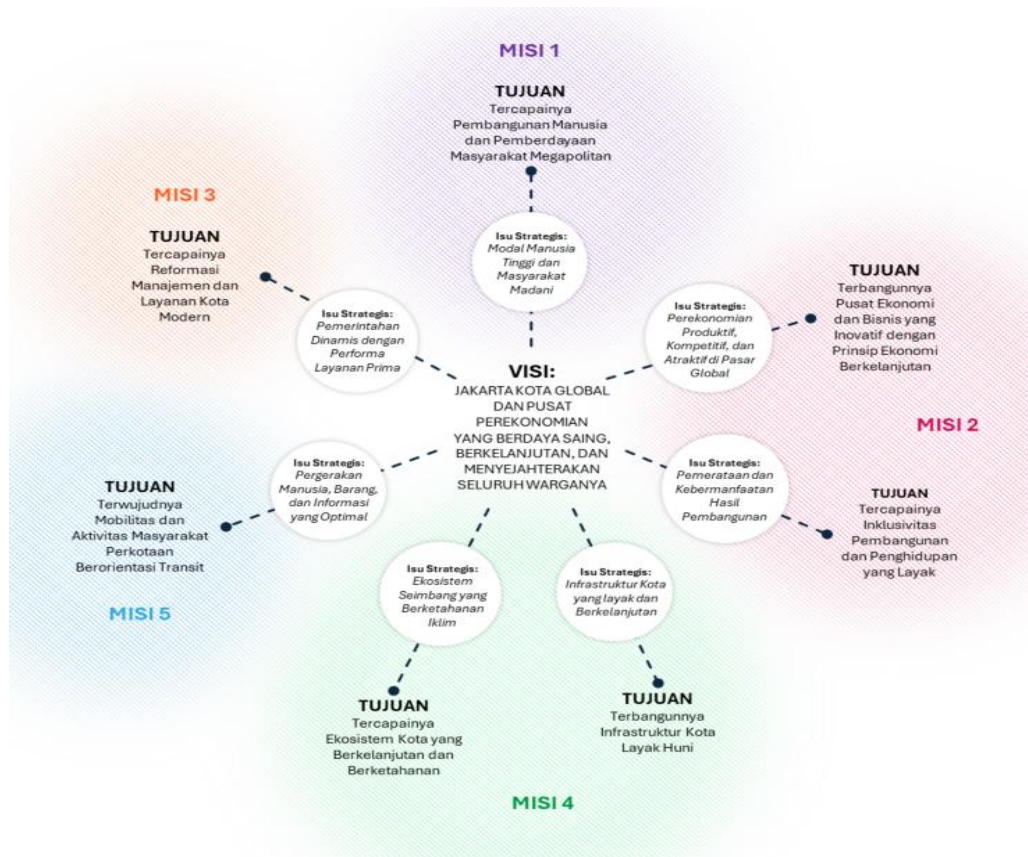 MISI 1
TUJUAN
Tercapainya
Pembangunan Manusia
dan Pemberdayaan
Masyarakat Megapolitan
Isu Strategis:
Modal Manusia
Tinggi dan
Masyarakat
Madani
MISI 3
TUJUAN
Tercapainya
Reformasi
Manajemen dan
Layanan Kota
Modern
Isu Strategis:
Pemerintahan
Dinamis dengan
Performa
Layanan Prima
Isu Strategis:
Perekonomian
Produktif,
Kompetitif, dan
Atraktif di Pasar
Global
TUJUAN
Terbangunnya
Pusat Ekonomi
dan Bisnis yang
Inovatif dengan
Prinsip Ekonomi
Berkelanjutan
MISI 2
VISI:
JAKARTA KOTA GLOBAL
DAN PUSAT
PEREKONOMIAN
YANG BERDAYA SAING,
BERKELANJUTAN, DAN
MENYEJAHTERAKAN
SELURUH WARGANYA
Isu Strategis:
Pemerataan dan
Kebermanfaatan
Hasil
Pembangunan
TUJUAN
Tercapainya
Inklusivitas
Pembangunan
dan Penghidupan
yang Layak
Isu Strategis:
Pergerakan
Manusia, Barang,
dan Informasi
yang Optimal
TUJUAN
Terwujudnya
Mobilitas dan
Aktivitas Masyarakat
Perkotaan
Berorientasi Transit
MISI 5
Isu Strategis:
Ekosistem
Seimbang yang
Berketahanan
Iklim
Isu Strategis:
Infrastruktur Kota
yang layak dan
Berkelanjutan
TUJUAN
Tercapainya
Ekosistem Kota yang
Berkelanjutan dan
Berketahanan
TUJUAN
Terbangunnya
Infrastruktur Kota
Layak Huni
MISI 4